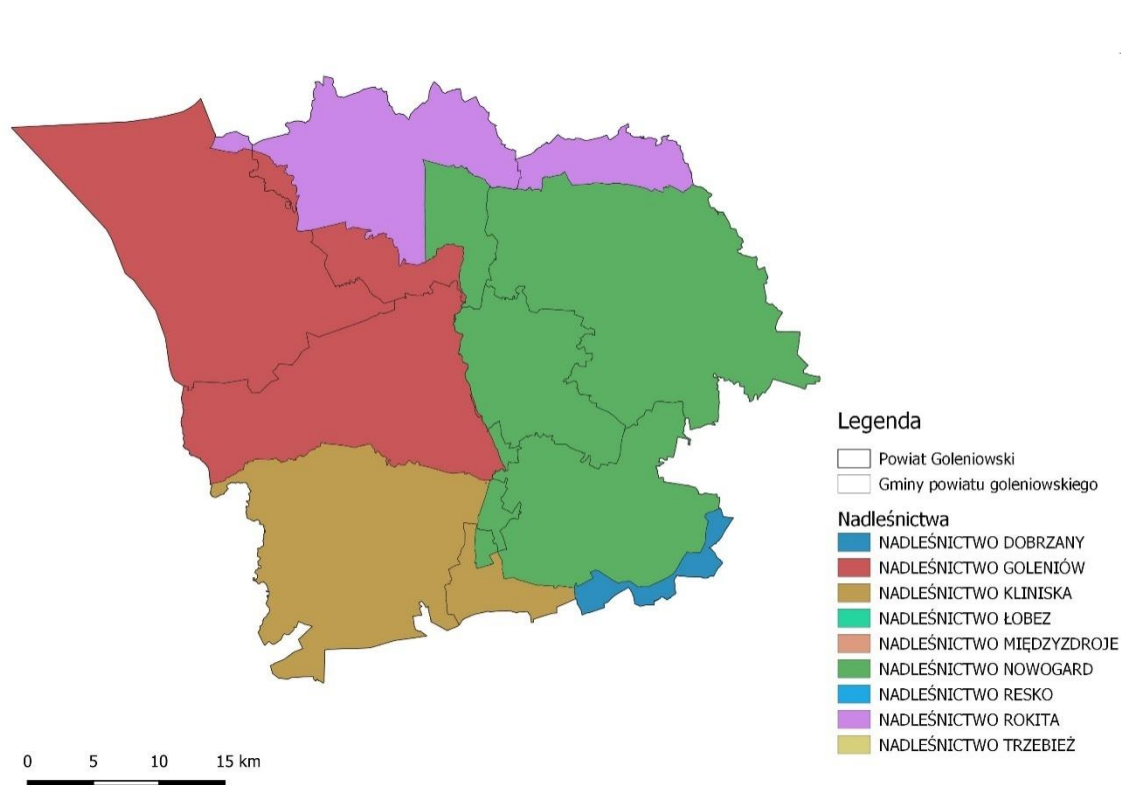 Legenda
Powiat Goleniowski
Gminy powiatu goleniowskiego
Nadleśnictwa
NADLEŚNICTWO DOBRZANY
NADLEŚNICTWO GOLENIÓW
NADLEŚNICTWO KLINISKA
NADLEŚNICTWO ŁOBEZ
NADLEŚNICTWO MIĘDZYZDROJE
NADLEŚNICTWO NOWOGARD
NADLEŚNICTWO RESKO
NADLEŚNICTWO ROKITA
NADLEŚNICTWO TRZEBIEŻ
0 5 10 15 km